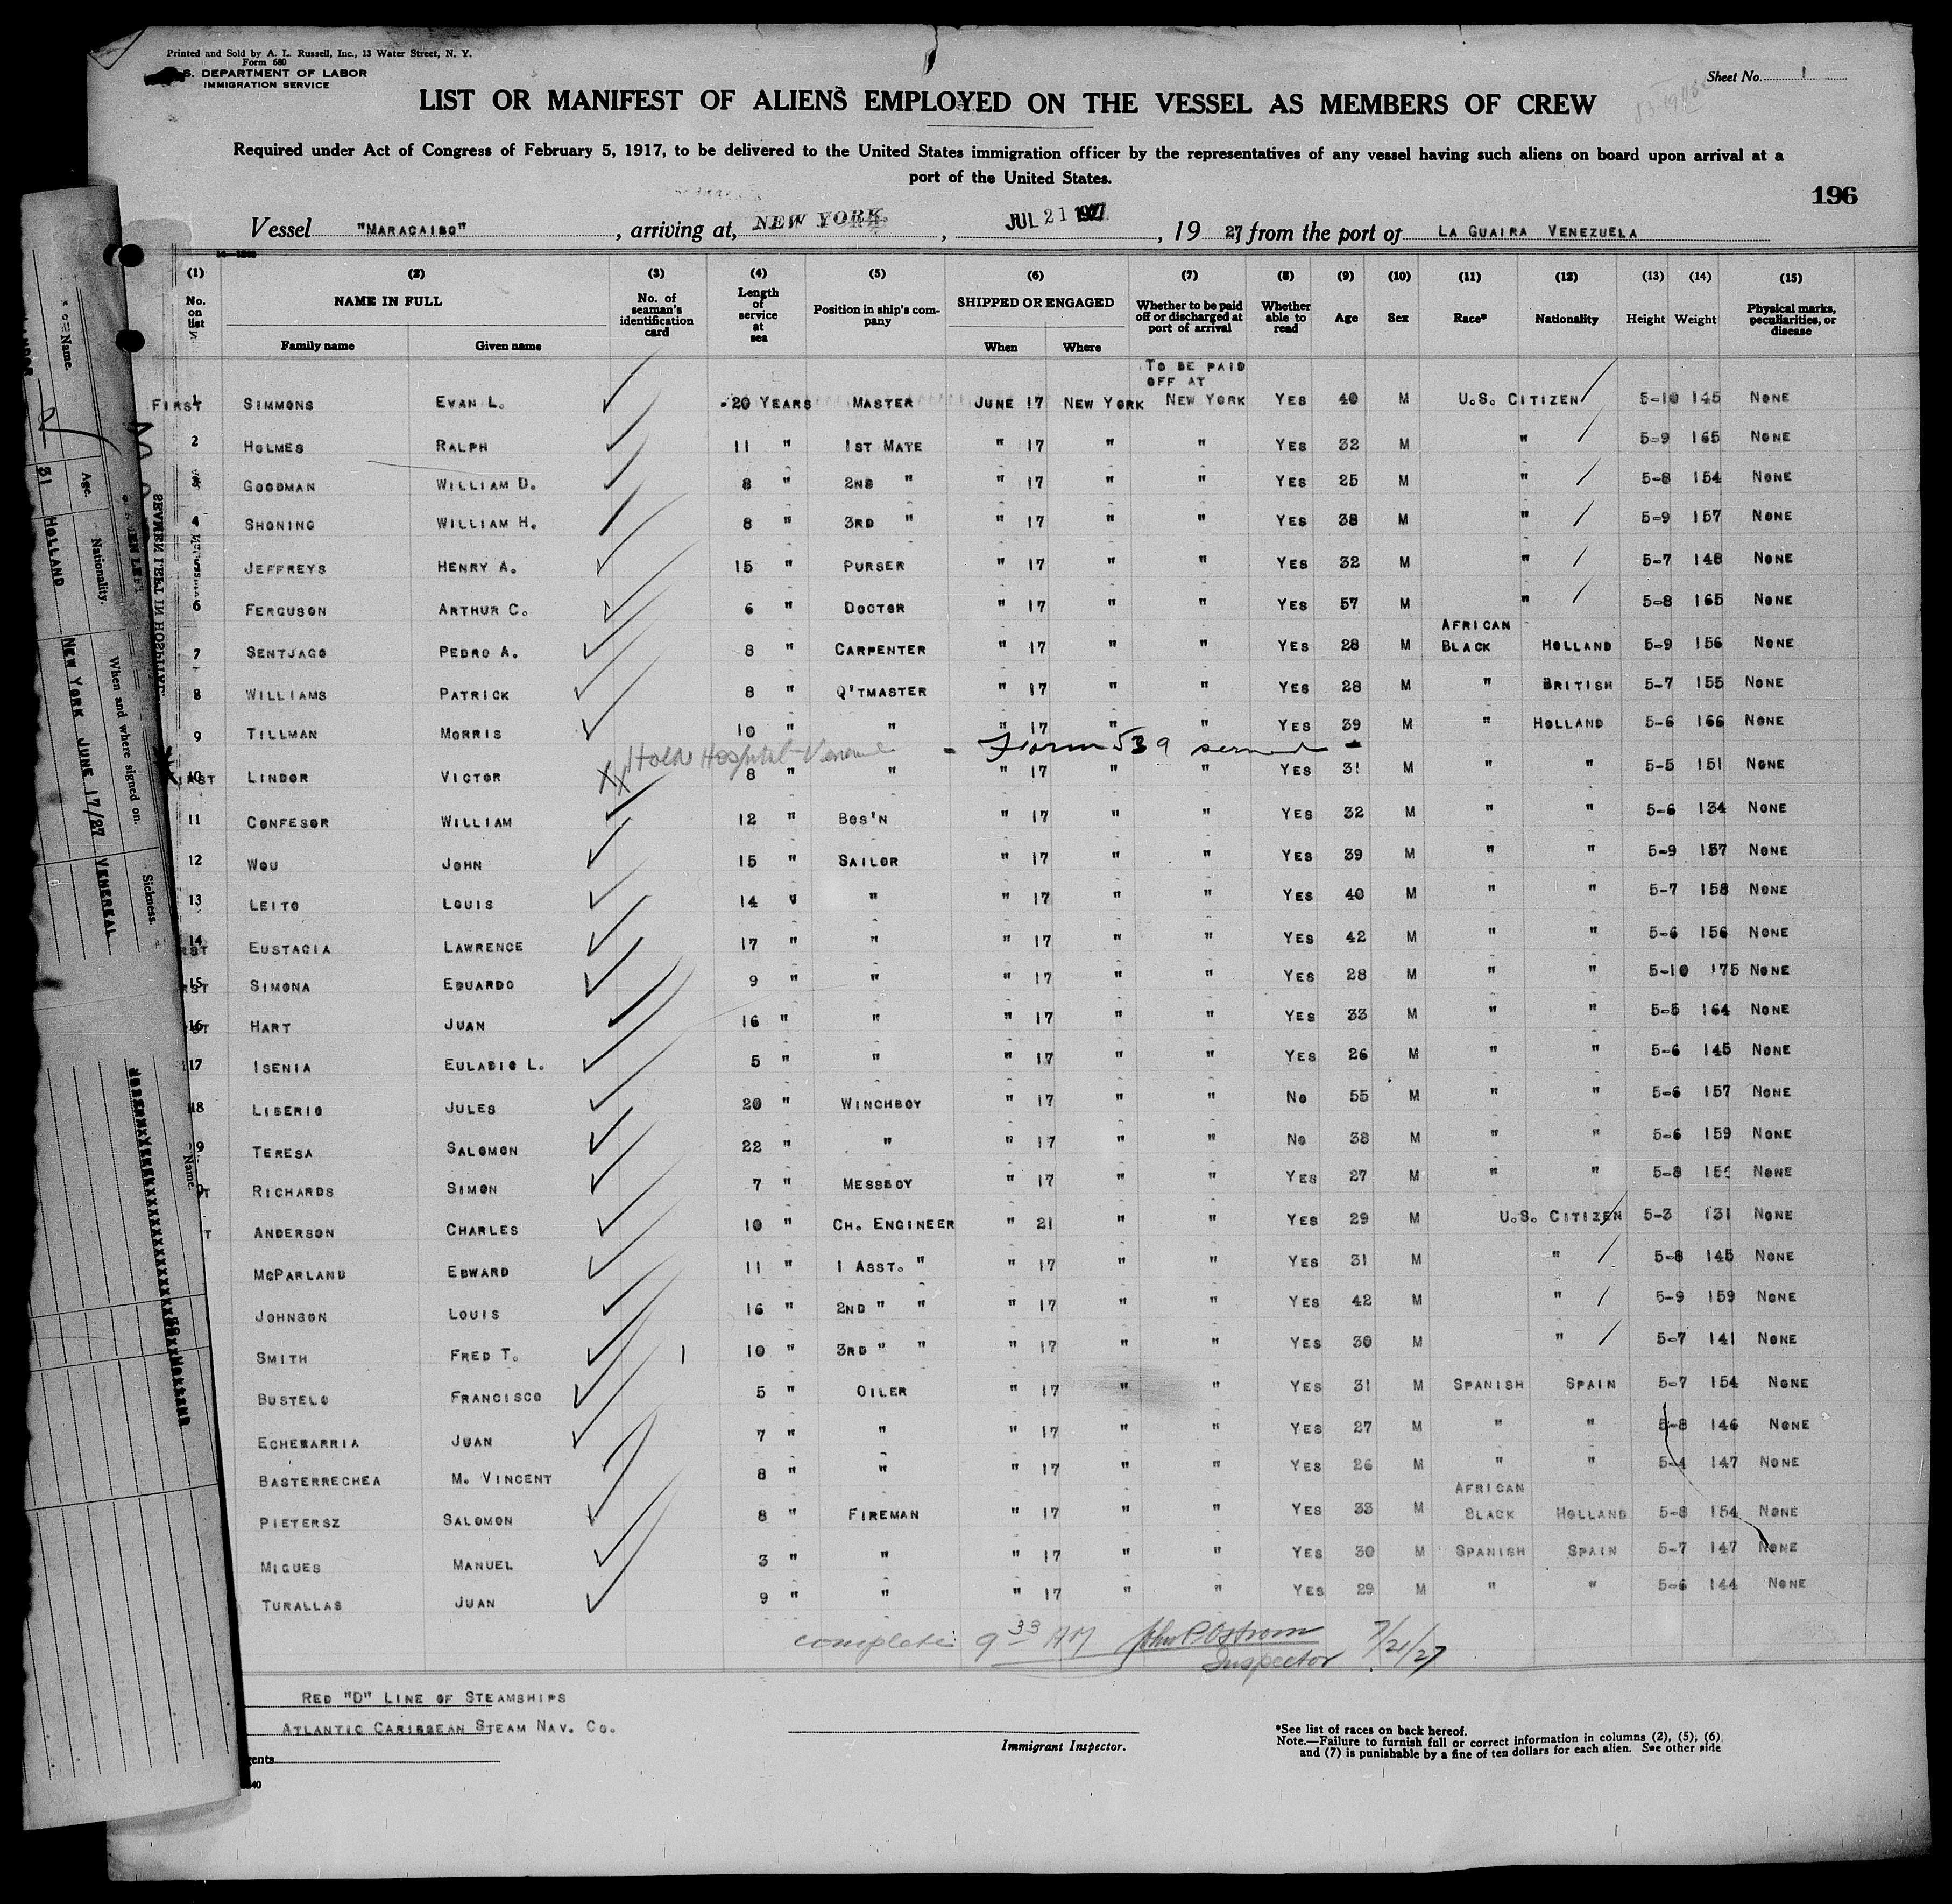 Printed and Sold by A. L. Russell, Inc., 13 Water Street, N. Y.
Form 680
S. DEPARTMENT OF LABOR
IMMIGRATION SERVICE
Sheet No. 1
LIST OR MANIFEST OF ALIENS EMPLOYED ON THE VESSEL AS MEMBERS OF CREW
Required under Act of Congress of February 5, 1917, to be delivered to the United States immigration officer by the representatives of any vessel having such aliens on board upon arrival at a
port of the United States.
196
Vessel "MARACAIBO", arriving at, NEW YORK, JUL 21 1927, 19 27 from the port of LA GUAIRA VENEZUELA
(1) (2) (3) (4) (5) (6) (7) (8) (9) (10) (11) (12) (13) (14) (15)
No. on list NAME IN FULL Family name Given name No. of seaman's identification card Length of service at sea Position in ship's company SHIPPED OR ENGAGED When Where Whether to be paid off or discharged at port of arrival Whether able to read Age Sex Race* Nationality Height Weight Physical marks, peculiarities, or disease
TO BE PAID
OFF AT
FIRST 1 SIMMONS EVAN L. 20 YEARS MASTER JUNE 17 NEW YORK NEW YORK YES 40 M U.S. CITIZEN 5-10 145 NONE
2 HOLMES RALPH 11 " 1ST MATE " 17 " " YES 32 M " 5-9 165 NONE
3 GOODMAN WILLIAM D. 8 " 2ND " " 17 " " YES 25 M " 5-8 154 NONE
4 SHONING WILLIAM H. 8 " 3RD " " 17 " " YES 38 M " 5-9 157 NONE
5 JEFFREYS HENRY A. 15 " PURSER " 17 " " YES 32 M " 5-7 148 NONE
6 FERGUSON ARTHUR C. 6 " DOCTOR " 17 " " YES 57 M " 5-8 165 NONE
AFRICAN
7 SENTJAGO PEDRO A. 8 " CARPENTER " 17 " " YES 28 M BLACK HOLLAND 5-9 156 NONE
8 WILLIAMS PATRICK 8 " Q'TMASTER " 17 " " YES 28 M " BRITISH 5-7 155 NONE
9 TILLMAN MORRIS 10 " " " 17 " " YES 39 M " HOLLAND 5-6 166 NONE
Hold Hospital - - Form 539 served -
10 LINDOR VICTOR XX 8 " " " 17 " " YES 31 M " " 5-5 151 NONE
11 CONFESOR WILLIAM 12 " BOS'N " 17 " " YES 32 M " " 5-6 134 NONE
12 WOU JOHN 15 " SAILOR " 17 " " YES 39 M " " 5-9 157 NONE
13 LEITO LOUIS 14 " " " 17 " " YES 40 M " " 5-7 158 NONE
14 EUSTACIA LAWRENCE 17 " " " 17 " " YES 42 M " " 5-6 156 NONE
15 SIMONA EDUARDO 9 " " " 17 " " YES 28 M " " 5-10 175 NONE
16 HART JUAN 16 " " " 17 " " YES 33 M " " 5-5 164 NONE
17 ISENIA EULADIO L. 5 " " " 17 " " YES 26 M " " 5-6 145 NONE
18 LIBERIO JULES 20 " WINCHBOY " 17 " " NO 55 M " " 5-6 157 NONE
9 TERESA SALOMON 22 " " " 17 " " NO 38 M " " 5-6 159 NONE
RICHARDS SIMON 7 " MESSBOY " 17 " " YES 27 M " " 5-8 NONE
ANDERSON CHARLES 10 " CH. ENGINEER " 21 " " YES 29 M U.S. CITIZEN 5-3 131 NONE
MCPARLAND EDWARD 11 " 1 ASST. " " 17 " " YES 31 M " 5-8 145 NONE
JOHNSON LOUIS 16 " 2ND " " " 17 " " YES 42 M " 5-9 159 NONE
SMITH FRED T. 1 10 " 3RD " " " 17 " " YES 30 M " 5-7 141 NONE
BUSTELO FRANCISCO 5 " OILER " 17 " " YES 31 M SPANISH SPAIN 5-7 154 NONE
ECHEBARRIA JUAN 7 " " " 17 " " YES 27 M " " 5-8 146 NONE
BASTERRECHEA M. VINCENT 8 " " " 17 " " YES 26 M " " 5-4 147 NONE
AFRICAN
PIETERSZ SALOMON 8 " FIREMAN " 17 " " YES 33 M BLACK HOLLAND 5-8 154 NONE
MIGUES MANUEL 3 " " " 17 " " YES 30 M SPANISH SPAIN 5-7 147 NONE
TURALLAS JUAN 9 " " " 17 " " YES 29 M " " 5-6 144 NONE
complete 9 33 AM John P. Ostrom 7/21/27
Inspector
RED "D" LINE OF STEAMSHIPS
ATLANTIC CARIBBEAN STEAM NAV. CO.
Immigrant Inspector.
*See list of races on back hereof.
Note.—Failure to furnish full or correct information in columns (2), (5), (6)
and (7) is punishable by a fine of ten dollars for each alien. See other side
Name.
Age.
Nationality.
When and where signed on.
Sickness.
31
HOLLAND
NEW YORK JUNE 17/27
VENEREAL
SEAMEN LEFT IN HOSPITAL
Name.